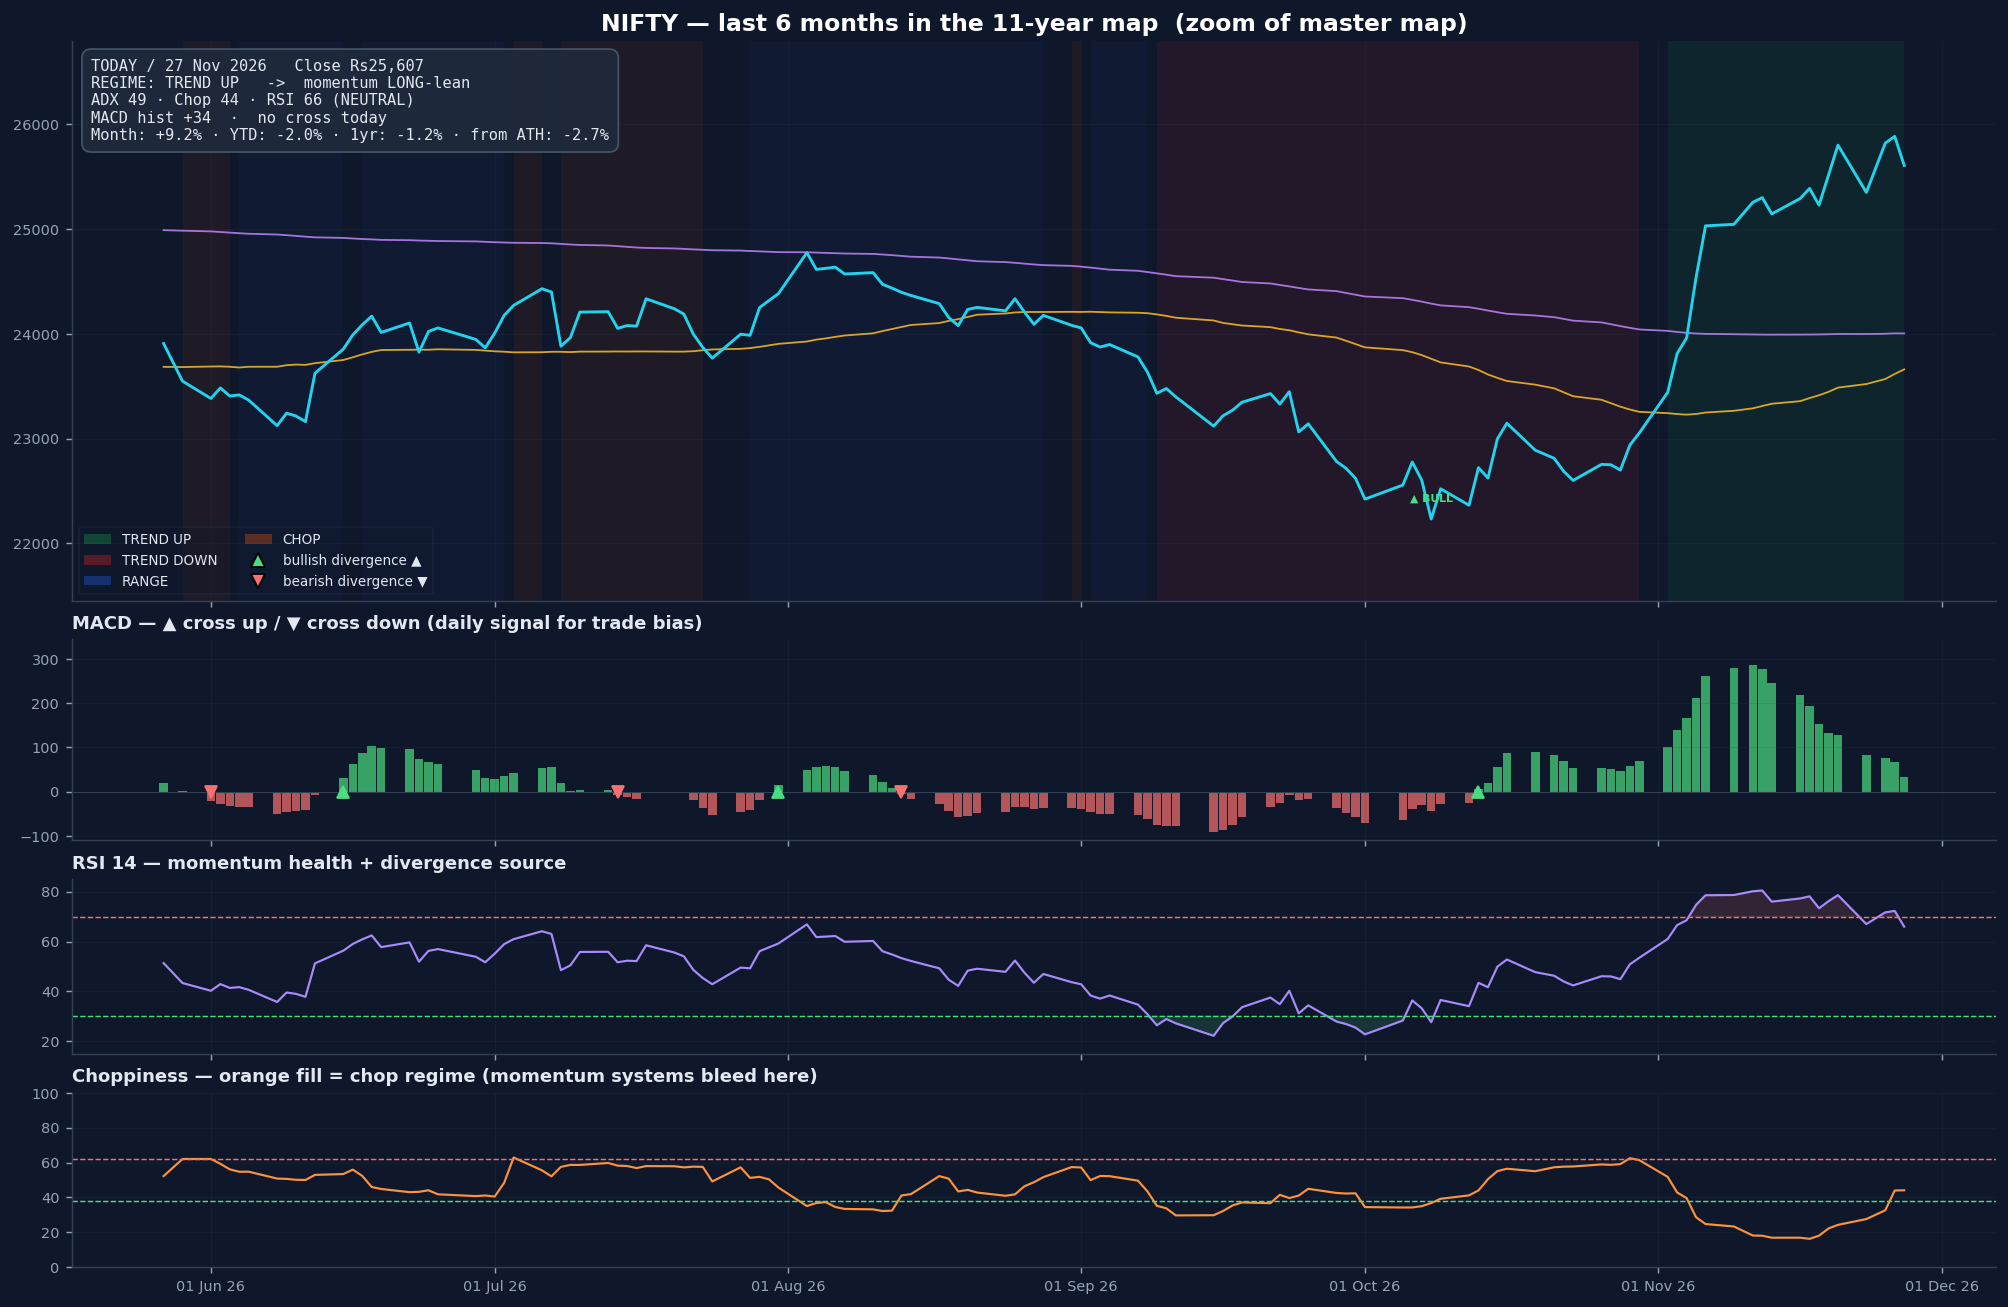 NIFTY — last 6 months in the 11-year map  (zoom of master map)
TODAY / 27 Nov 2026   Close Rs25,607
REGIME: TREND UP   ->  momentum LONG-lean
ADX 49 · Chop 44 · RSI 66 (NEUTRAL)
MACD hist +34  ·  no cross today
Month: +9.2% · YTD: -2.0% · 1yr: -1.2% · from ATH: -2.7%
26000
25000
24000
23000
22000
▲ BULL
TREND UP
TREND DOWN
RANGE
CHOP
bullish divergence ▲
bearish divergence ▼
MACD — ▲ cross up / ▼ cross down (daily signal for trade bias)
300
200
100
0
−100
RSI 14 — momentum health + divergence source
80
60
40
20
Choppiness — orange fill = chop regime (momentum systems bleed here)
100
80
60
40
20
0
01 Jun 26
01 Jul 26
01 Aug 26
01 Sep 26
01 Oct 26
01 Nov 26
01 Dec 26